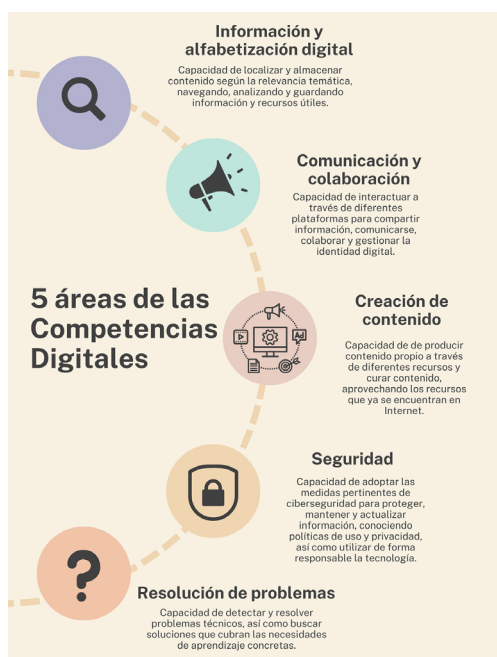 Información y
alfabetización digital
Capacidad de localizar y almacenar
contenido según la relevancia temática,
navegando, analizando y guardando
información y recursos útiles.
Comunicación y
colaboración
Capacidad de interactuar a
través de diferentes
plataformas para compartir
información, comunicarse,
colaborar y gestionar la
identidad digital.
5 áreas de las
Competencias
Digitales
Creación de
contenido
Capacidad de de producir
contenido propio a través
de diferentes recursos y
curar contenido,
aprovechando los recursos
que ya se encuentran en
Internet.
Ad
Seguridad
Capacidad de adoptar las
medidas pertinentes de
ciberseguridad para proteger,
mantener y actualizar
información, conociendo
políticas de uso y privacidad,
así como utilizar de forma
responsable la tecnología.
Resolución de problemas
Capacidad de detectar y resolver
problemas técnicos, así como buscar
soluciones que cubran las necesidades
de aprendizaje concretas.